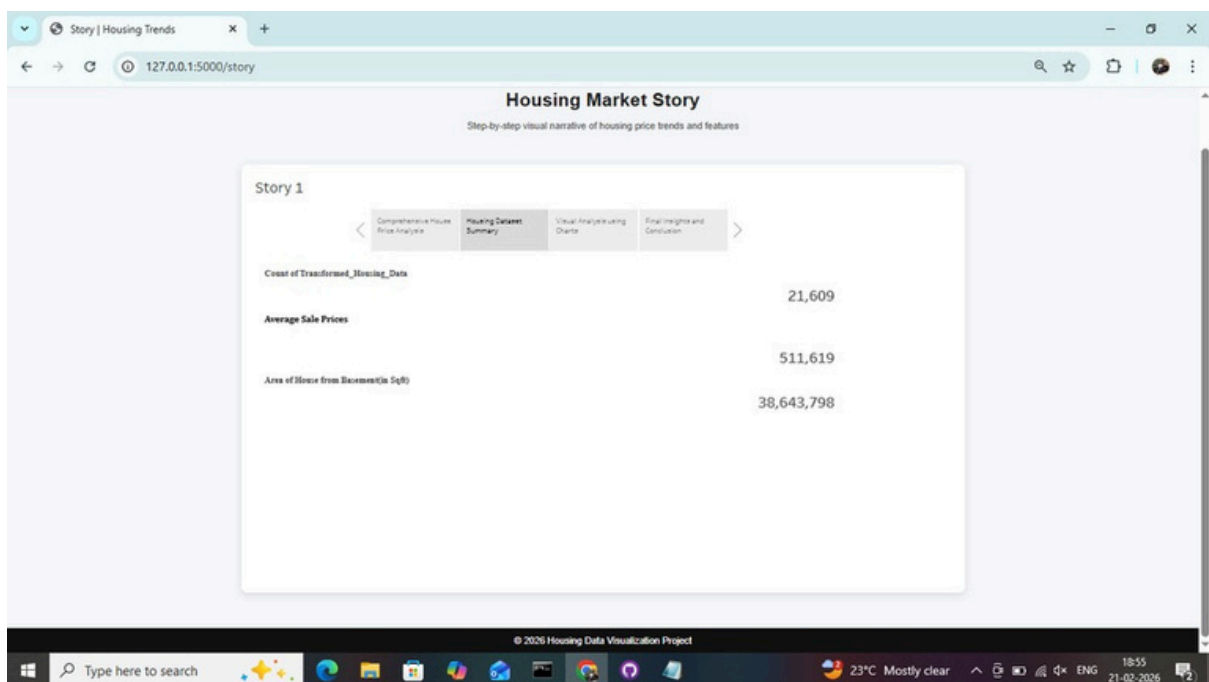 Story | Housing Trends
127.0.0.1:5000/story
Housing Market Story
Step-by-step visual narrative of housing price trends and features
Story 1
Comprehensive House
Price Analysis
Housing Dataset
Summary
Visual Analysis using
Charts
Final Insights and
Conclusion
Count of Transformed_Housing_Data
21,609
Average Sale Prices
511,619
Area of House from Basement(in Sqft)
38,643,798
© 2026 Housing Data Visualization Project
Type here to search
23°C Mostly clear
ENG
18:55
21-02-2026
2